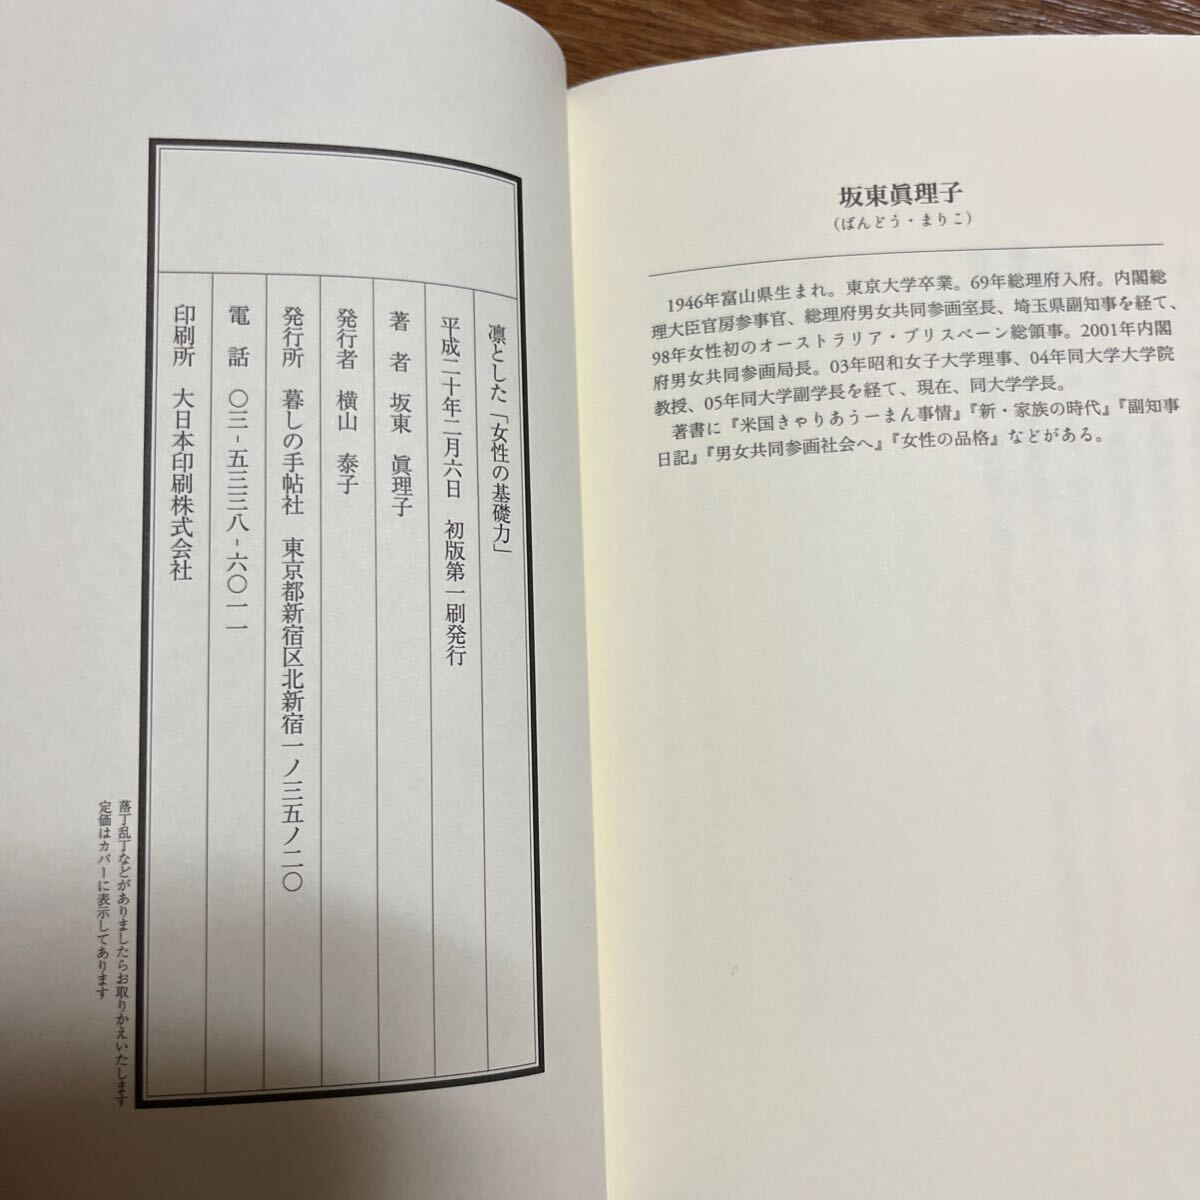 坂東眞理子
（ばんどう・まりこ）
1946年富山県生まれ。東京大学卒業。69年総理府入府。内閣総
理大臣官房参事官、総理府男女共同参画室長、埼玉県副知事を経て、
98年女性初のオーストラリア・ブリスベーン総領事。2001年内閣
府男女共同参画局長。03年昭和女子大学理事、04年同大学大学院
教授、05年同大学副学長を経て、現在、同大学学長。
著書に『米国きゃりあうーまん事情』『新・家族の時代』『副知事
日記』『男女共同参画社会へ』『女性の品格』などがある。
凛とした「女性の基礎力」
平成二十年二月六日 初版第一刷発行
著 者 坂東 眞理子
発行者 横山 泰子
発行所 暮しの手帖社 東京都新宿区北新宿一ノ三五ノ二〇
電 話 〇三-五三三八-六〇一一
印刷所 大日本印刷株式会社
落丁乱丁などがありましたらお取りかえいたします
定価はカバーに表示してあります